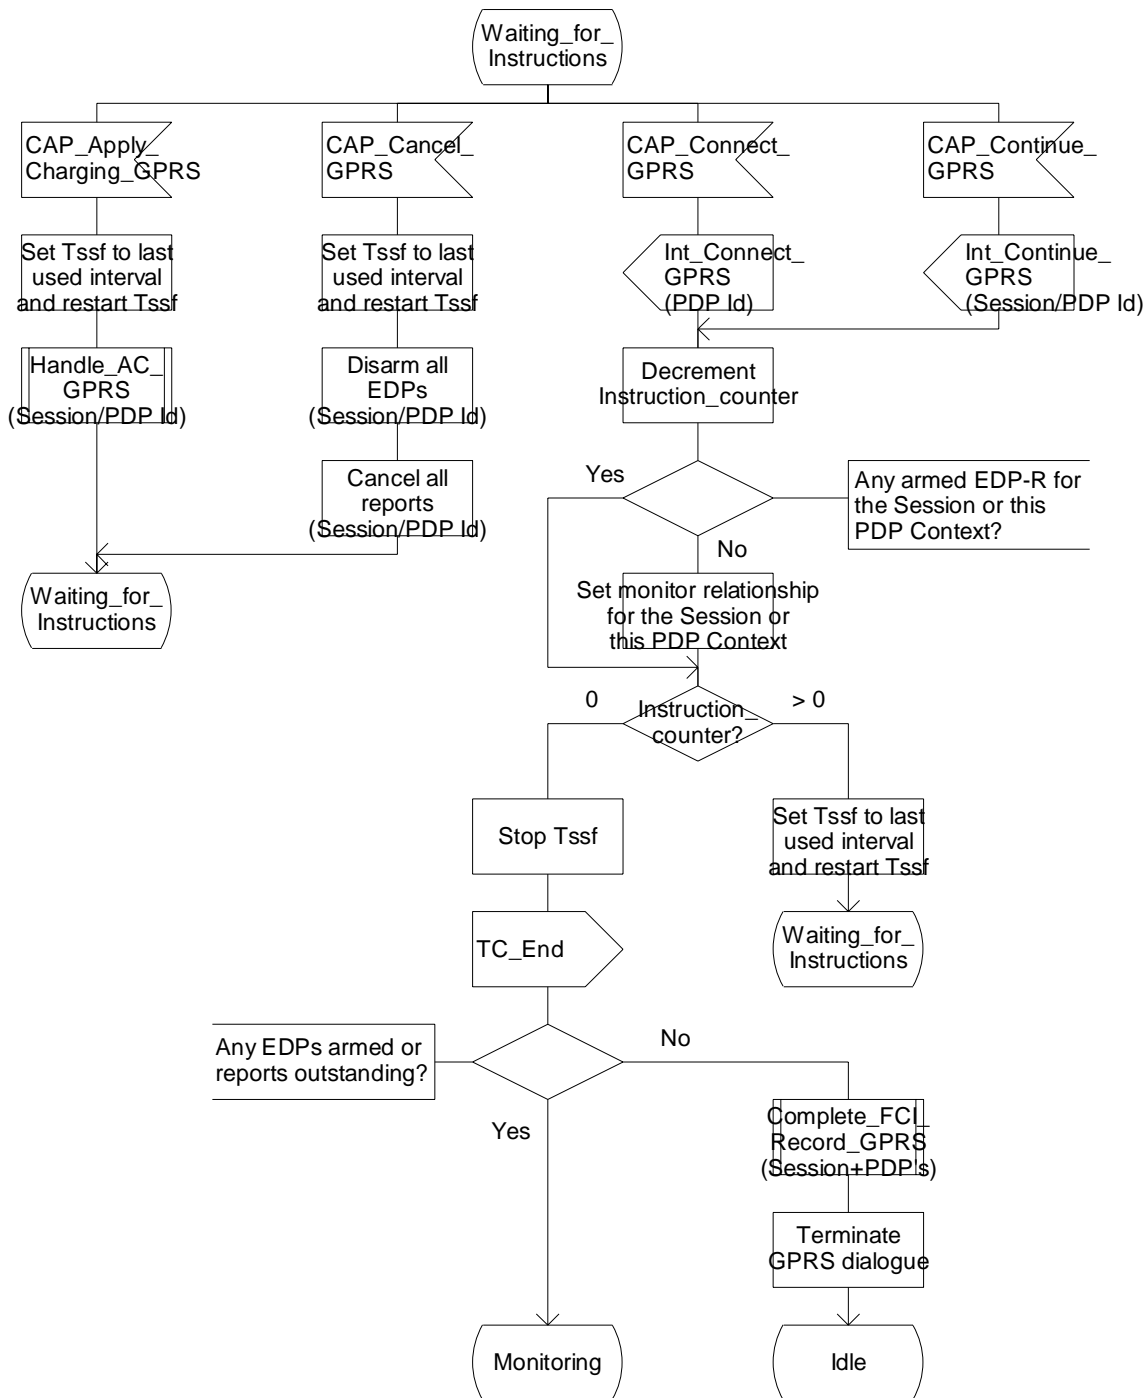 Waiting_for_
Instructions
CAP_Apply_
Charging_GPRS
CAP_Cancel_
GPRS
CAP_Connect_
GPRS
CAP_Continue_
GPRS
Set Tssf to last
used interval
and restart Tssf
Set Tssf to last
used interval
and restart Tssf
Int_Connect_
GPRS
(PDP Id)
Int_Continue_
GPRS
(Session/PDP Id)
Handle_AC_
GPRS
(Session/PDP Id)
Disarm all
EDPs
(Session/PDP Id)
Decrement
Instruction_counter
Cancel all
reports
(Session/PDP Id)
Yes
Any armed EDP-R for
the Session or this
PDP Context?
No
Waiting_for_
Instructions
Set monitor relationship
for the Session or
this PDP Context
0
Instruction_
counter?
> 0
Stop Tssf
Set Tssf to last
used interval
and restart Tssf
TC_End
Waiting_for_
Instructions
Any EDPs armed or
reports outstanding?
No
Yes
Complete_FCI_
Record_GPRS
(Session+PDP's)
Terminate
GPRS dialogue
Monitoring
Idle